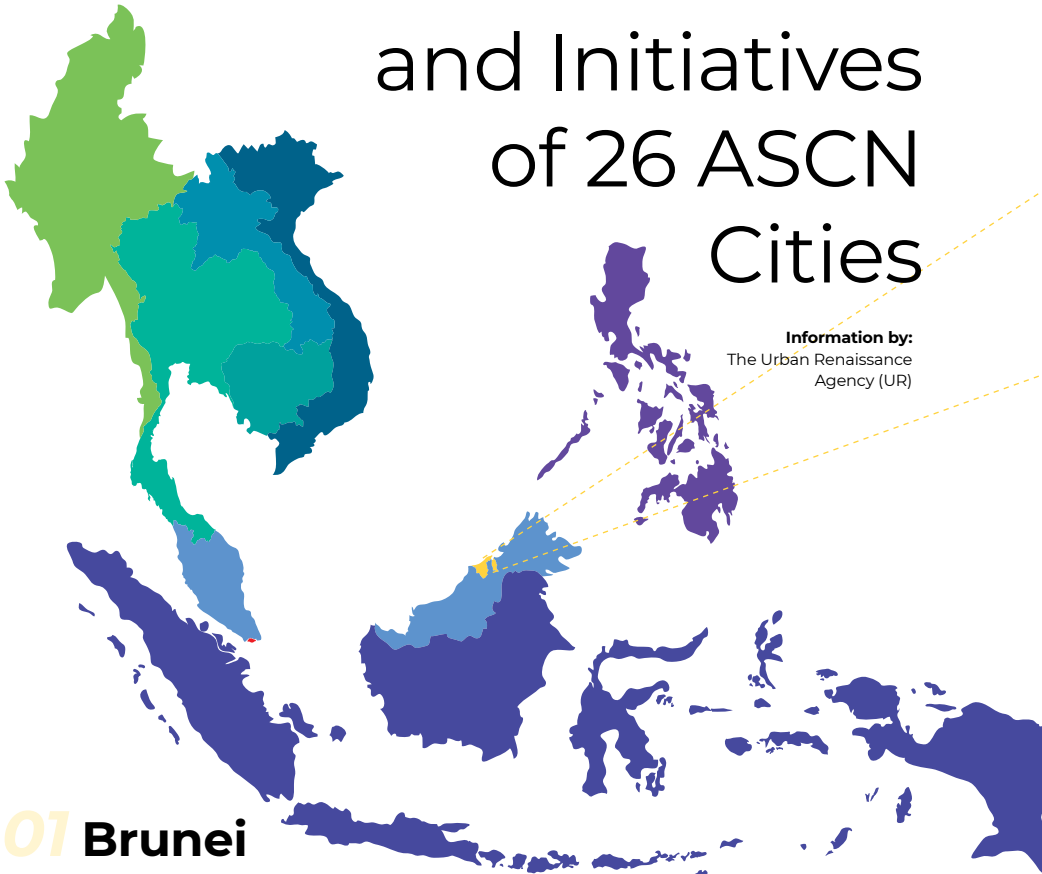 and Initiatives
of 26 ASCN
Cities
Information by:
The Urban Renaissance
Agency (UR)
01 Brunei